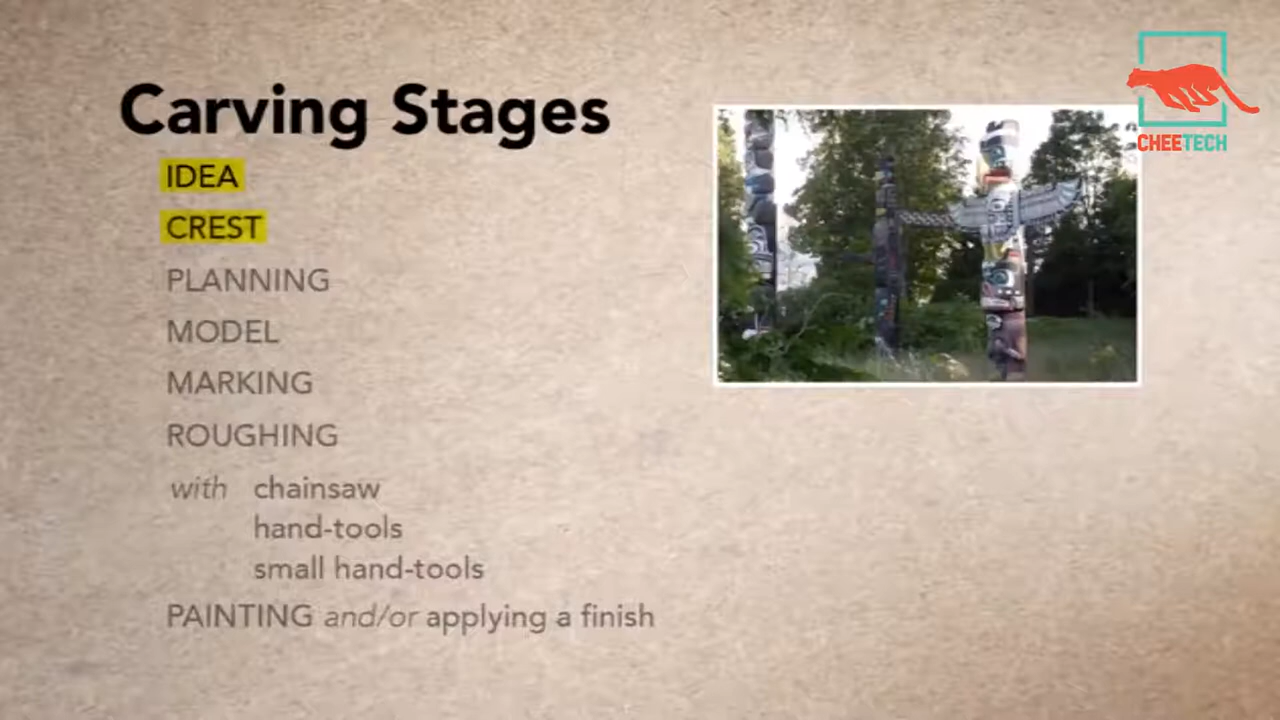 Carving Stages
IDEA
CREST
PLANNING
MODEL
MARKING
ROUGHING
with chainsaw
hand-tools
small hand-tools
PAINTING and/or applying a finish
CHEETECH